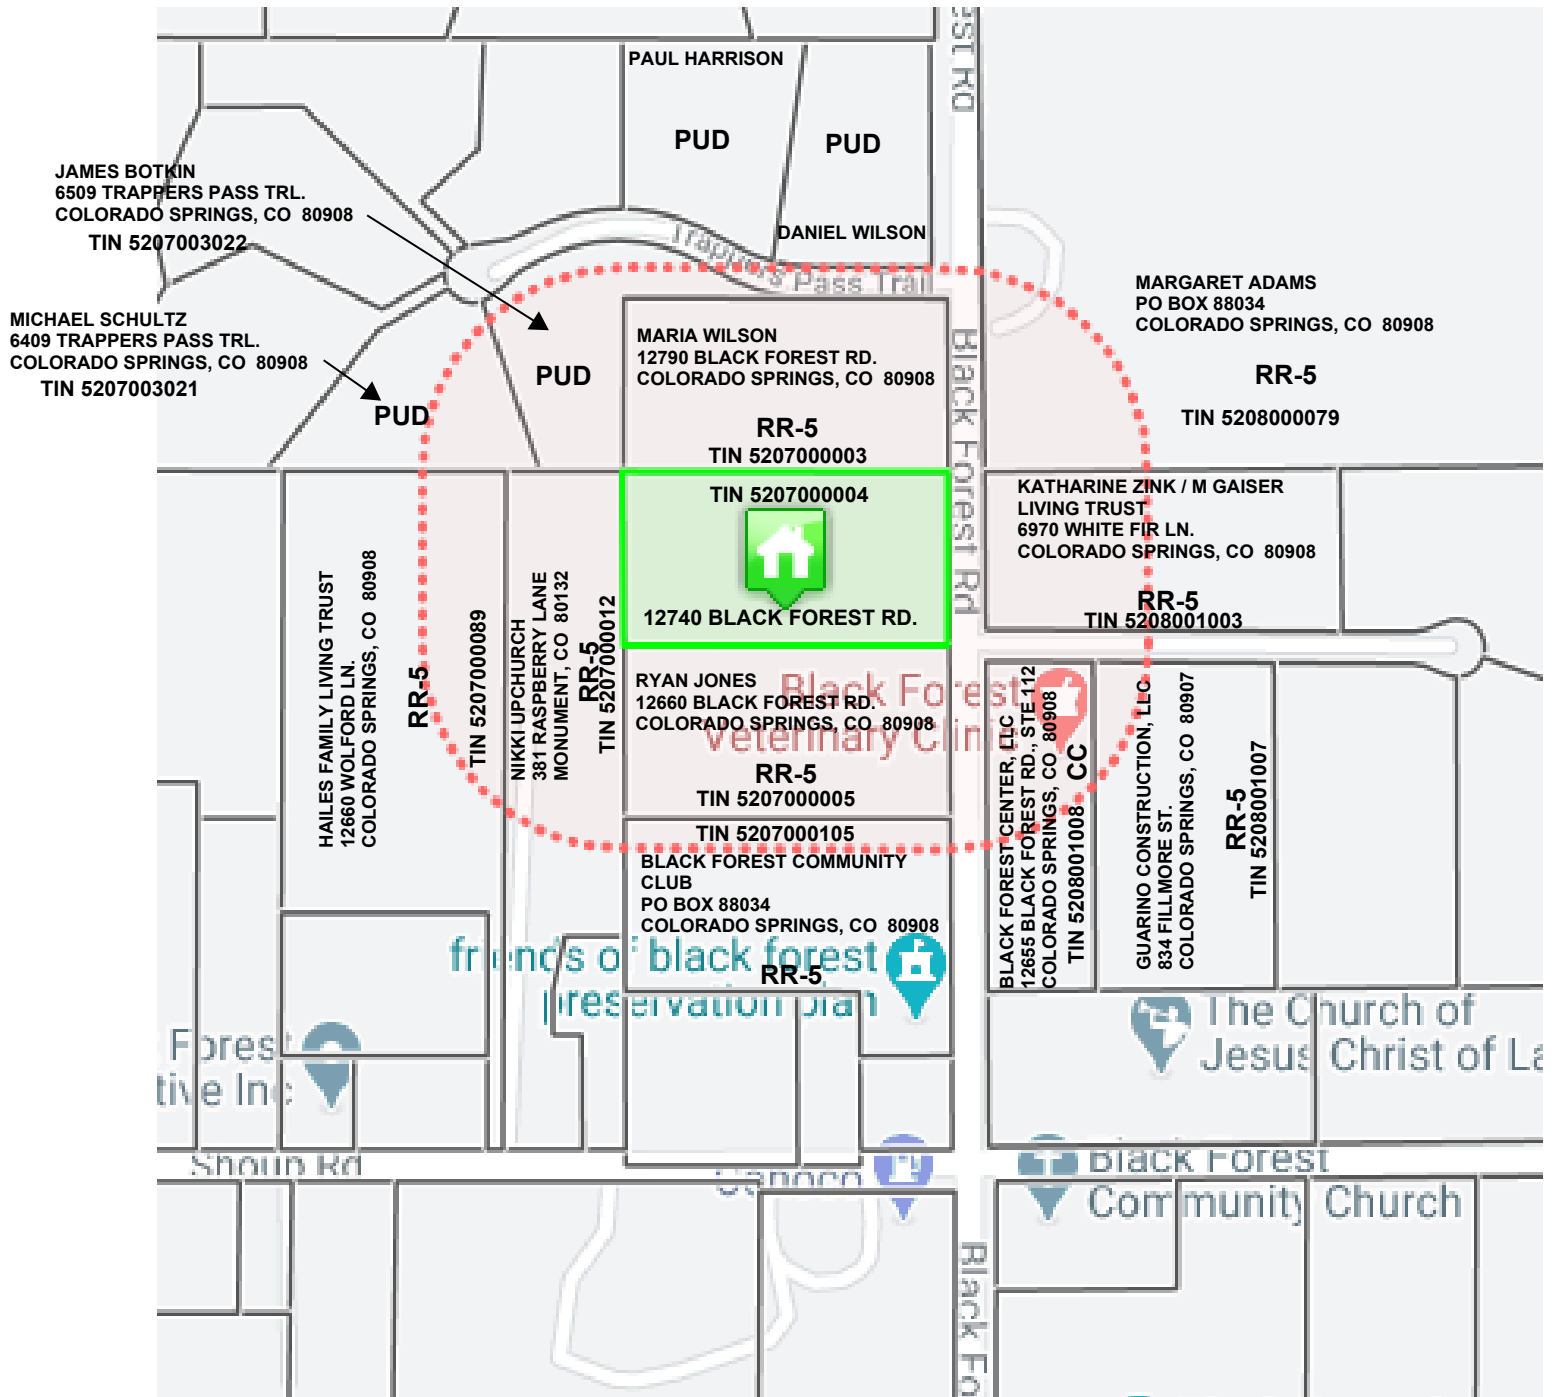 est RD
PAUL HARRISON
PUD
PUD
DANIEL WILSON
JAMES BOTKIN
6509 TRAPPERS PASS TRL.
COLORADO SPRINGS, CO 80908
TIN 5207003022
Trappers Pass Trail
MICHAEL SCHULTZ
6409 TRAPPERS PASS TRL.
COLORADO SPRINGS, CO 80908
TIN 5207003021
PUD
PUD
MARIA WILSON
12790 BLACK FOREST RD.
COLORADO SPRINGS, CO 80908
RR-5
TIN 5207000003
MARGARET ADAMS
PO BOX 88034
COLORADO SPRINGS, CO 80908
RR-5
TIN 5208000079
Black Forest Rd
TIN 5207000004
12740 BLACK FOREST RD.
KATHARINE ZINK / M GAISER
LIVING TRUST
6970 WHITE FIR LN.
COLORADO SPRINGS, CO 80908
RR-5
TIN 5208001003
HAILES FAMILY LIVING TRUST
12660 WOLFORD LN.
COLORADO SPRINGS, CO 80908
RR-5
TIN 5207000089
NIKKI UPCHURCH
381 RASPBERRY LANE
MONUMENT, CO 80132
RR-5
TIN 5207000012
RYAN JONES
12660 BLACK FOREST RD.
COLORADO SPRINGS, CO 80908
RR-5
TIN 5207000005
Black Forest
Veterinary Clinic
TIN 5207000105
BLACK FOREST COMMUNITY
CLUB
PO BOX 88034
COLORADO SPRINGS, CO 80908
RR-5
BLACK FOREST CENTER, LLC
12655 BLACK FOREST RD., STE 112
COLORADO SPRINGS, CO 80908
TIN 5208001008 CC
GUARINO CONSTRUCTION, LLC
834 FILLMORE ST.
COLORADO SPRINGS, CO 80907
RR-5
TIN 5208001007
friends of black forest
preservation plan
Forest
tive Inc
The Church of
Jesus Christ of La
Shoup Rd
Conoco
Black Forest
Community Church
Black Fo